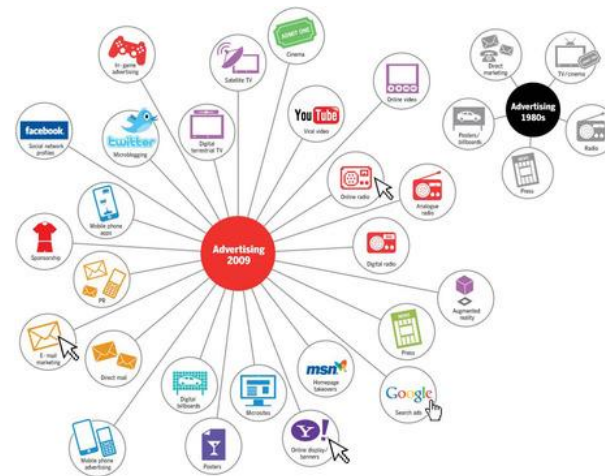 In-game
advertising
Satellite TV
ADMIT ONE
Cinema
Online video
facebook
Social network
profiles
twitter
Microblogging
Digital
terrestrial TV
YouTube
Viral video
Direct
marketing
TV/cinema
Advertising
1980s
Posters/
billboards
Radio
Press
Mobile phone
apps
Online radio
Analogue
radio
Sponsorship
Advertising
2009
Digital radio
PR
Augmented
reality
E-mail
marketing
Direct mail
Press
Digital
billboards
Microsites
msn
Homepage
takeovers
Google
Search ads
Mobile phone
advertising
Posters
Y!
Online display/
banners